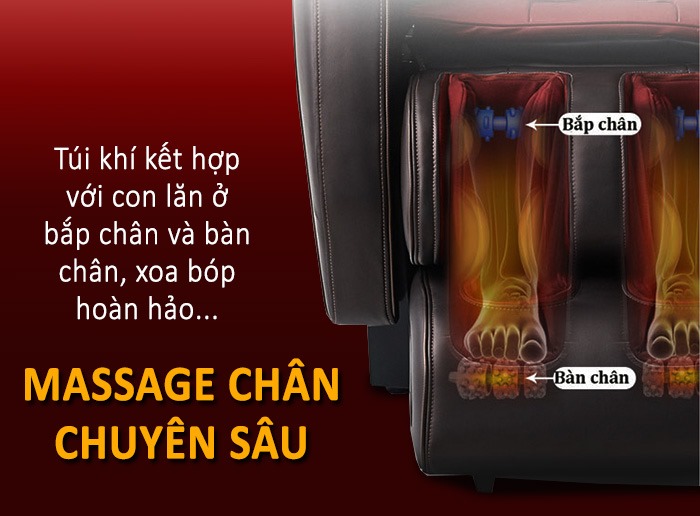 Túi khí kết hợp
với con lăn ở
bắp chân và bàn
chân, xoa bóp
hoàn hảo...
MASSAGE CHÂN
CHUYÊN SÂU
Bắp chân
Bàn chân